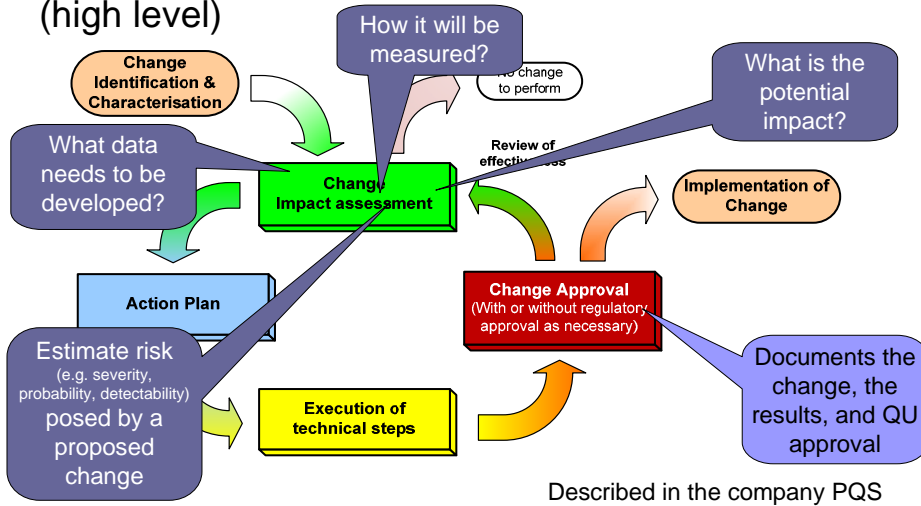 (high level)
How it will be
measured?
Change
Identification &
Characterisation
No change
to perform
What is the
potential
impact?
What data
needs to be
developed?
Review of
effectiveness
Change
Impact assessment
Implementation of
Change
Action Plan
Change Approval
(With or without regulatory
approval as necessary)
Estimate risk
(e.g. severity,
probability, detectability)
posed by a
proposed
change
Execution of
technical steps
Documents the
change, the
results, and QU
approval
Described in the company PQS